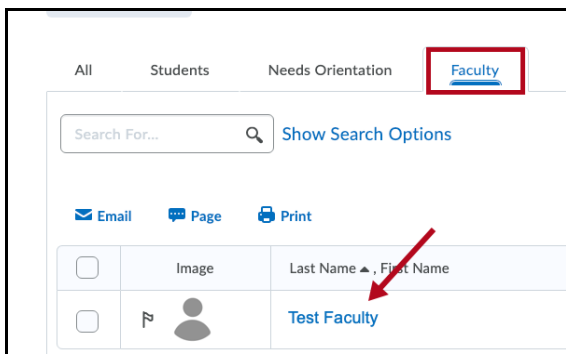 All Students Needs Orientation Faculty
Search For... Show Search Options
Email Page Print
Image Last Name , First Name
Test Faculty